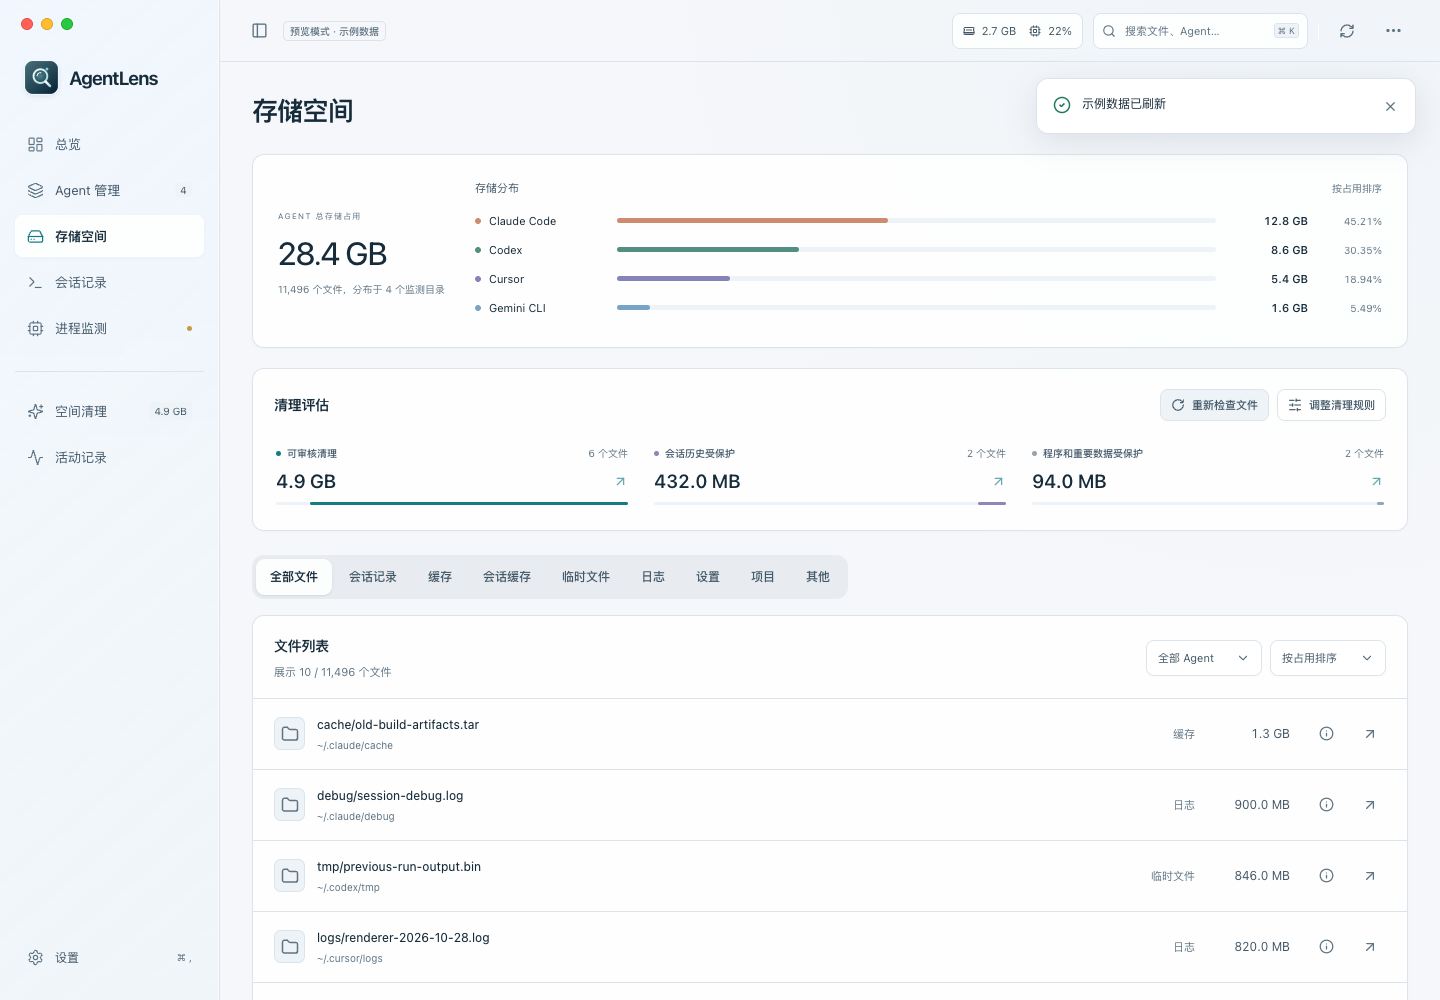 AgentLens
总览
Agent 管理
4
存储空间
会话记录
进程监测
空间清理
4.9 GB
活动记录
设置
⌘ ,
预览模式 · 示例数据
2.7 GB
22%
搜索文件、Agent...
⌘ K
示例数据已刷新
存储空间
AGENT 总存储占用
28.4 GB
11,496 个文件，分布于 4 个监测目录
存储分布
按占用排序
Claude Code 12.8 GB 45.21%
Codex 8.6 GB 30.35%
Cursor 5.4 GB 18.94%
Gemini CLI 1.6 GB 5.49%
清理评估
重新检查文件
调整清理规则
可审核清理 6 个文件
4.9 GB
会话历史受保护 2 个文件
432.0 MB
程序和重要数据受保护 2 个文件
94.0 MB
全部文件 会话记录 缓存 会话缓存 临时文件 日志 设置 项目 其他
文件列表
展示 10 / 11,496 个文件
全部 Agent
按占用排序
cache/old-build-artifacts.tar
~/.claude/cache
缓存 1.3 GB
debug/session-debug.log
~/.claude/debug
日志 900.0 MB
tmp/previous-run-output.bin
~/.codex/tmp
临时文件 846.0 MB
logs/renderer-2026-10-28.log
~/.cursor/logs
日志 820.0 MB